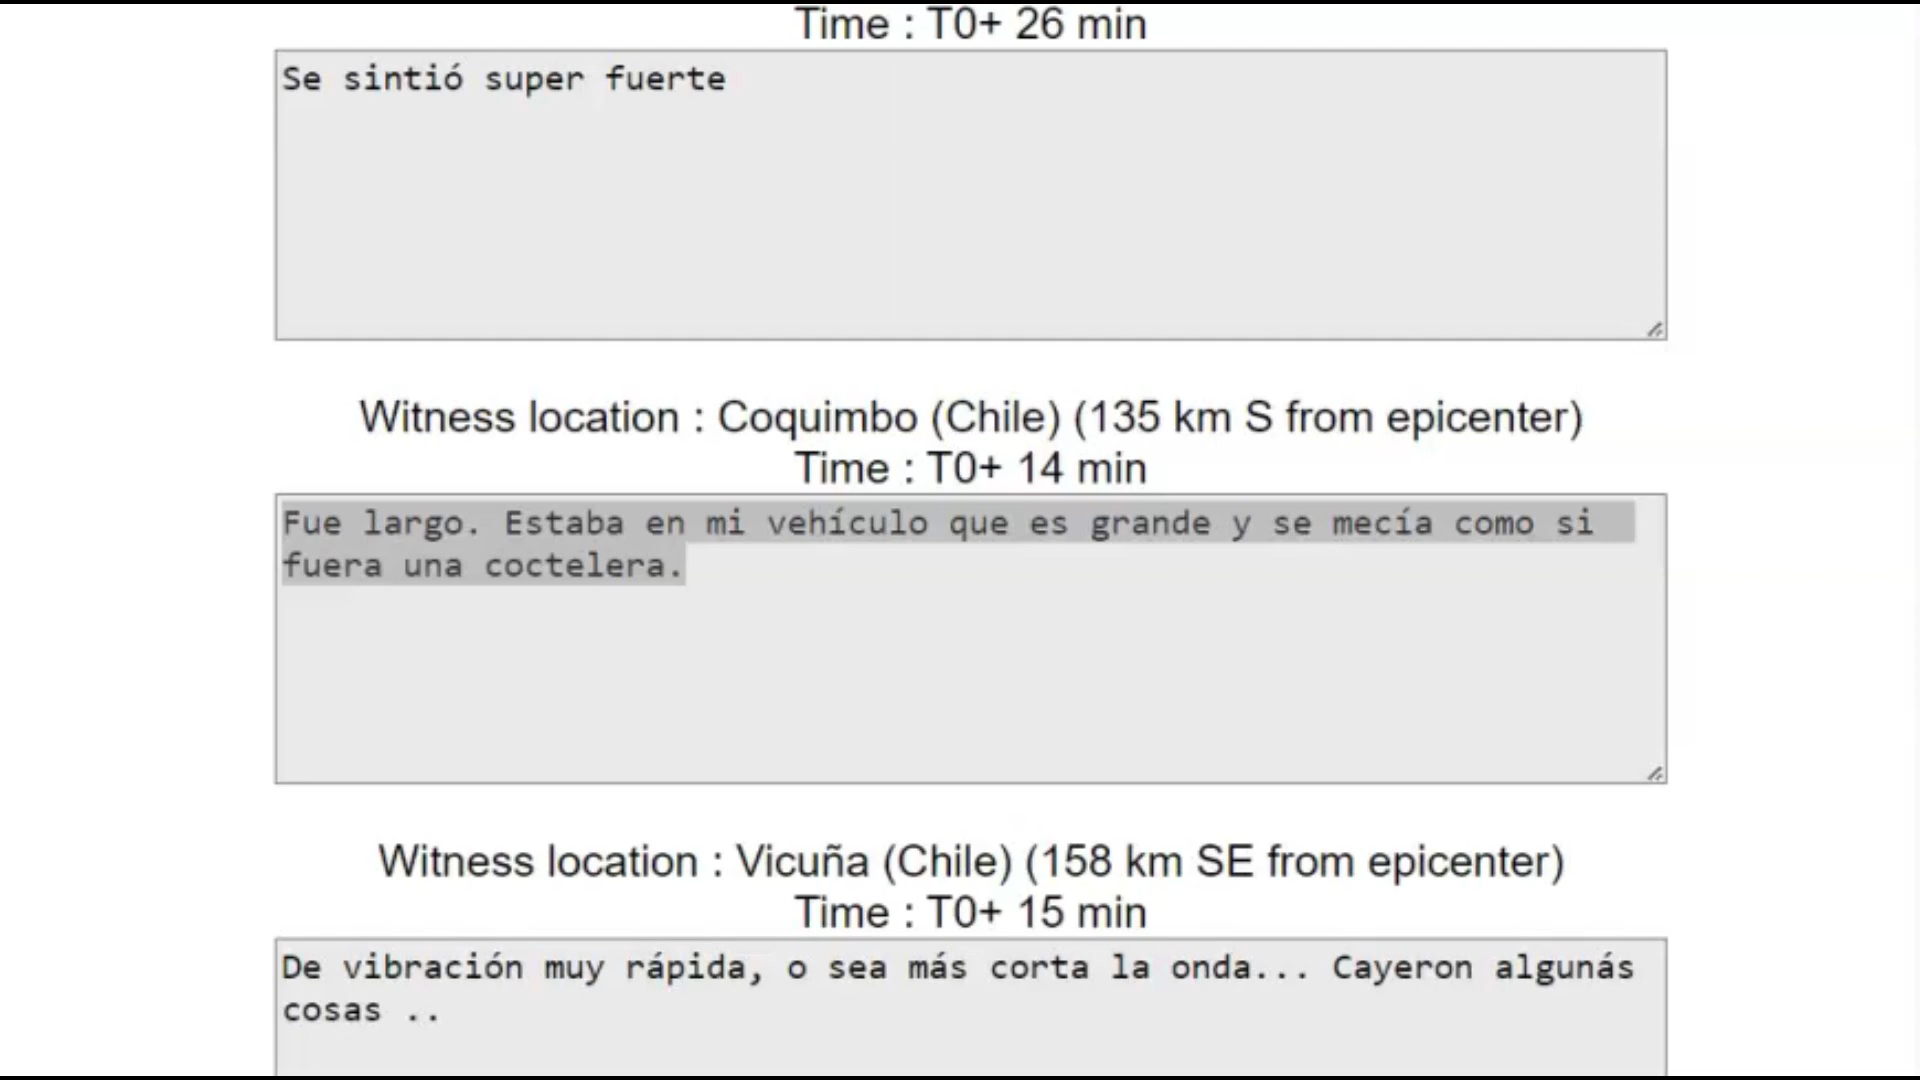 Time : T0+ 26 min
Se sintió super fuerte
Witness location : Coquimbo (Chile) (135 km S from epicenter)
Time : T0+ 14 min
Fue largo. Estaba en mi vehículo que es grande y se mecía como si
fuera una coctelera.
Witness location : Vicuña (Chile) (158 km SE from epicenter)
Time : T0+ 15 min
De vibración muy rápida, o sea más corta la onda... Cayeron algunás
cosas ..